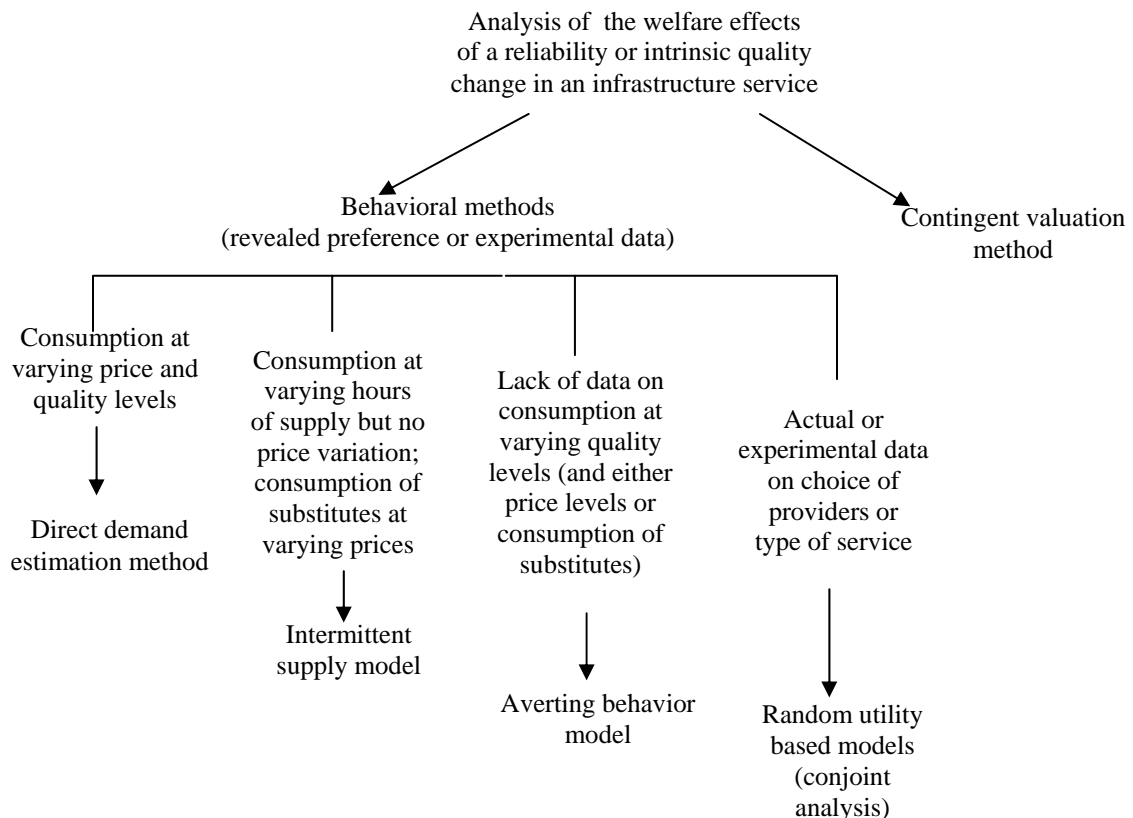 Analysis of the welfare effects
of a reliability or intrinsic quality
change in an infrastructure service
Behavioral methods
(revealed preference or experimental data)
Contingent valuation
method
Consumption at
varying price and
quality levels
Direct demand
estimation method
Consumption at
varying hours
of supply but no
price variation;
consumption of
substitutes at
varying prices
Intermittent
supply model
Lack of data on
consumption at
varying quality
levels (and either
price levels or
consumption of
substitutes)
Averting behavior
model
Actual or
experimental data
on choice of
providers or
type of service
Random utility
based models
(conjoint
analysis)